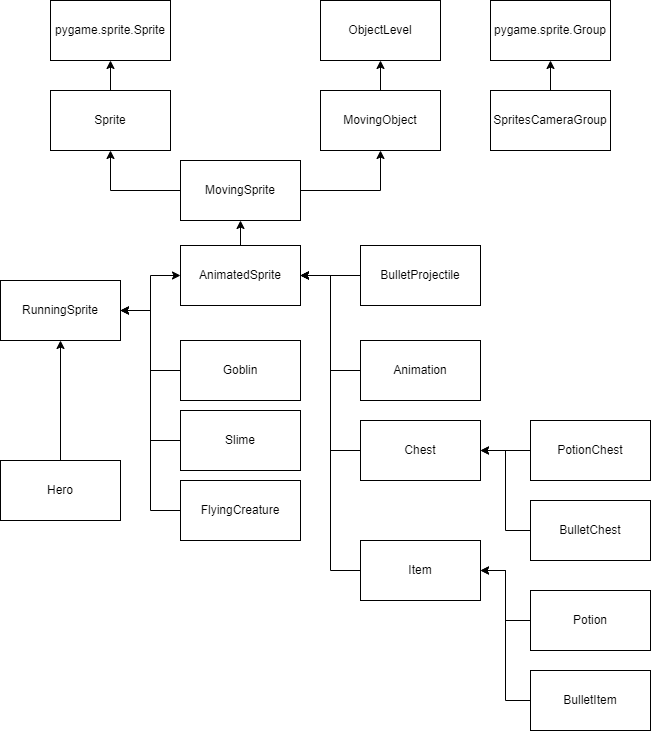 pygame.sprite.Sprite
ObjectLevel
pygame.sprite.Group
Sprite
MovingObject
SpritesCameraGroup
MovingSprite
AnimatedSprite
BulletProjectile
RunningSprite
Goblin
Animation
Slime
Chest
PotionChest
Hero
FlyingCreature
BulletChest
Item
Potion
BulletItem